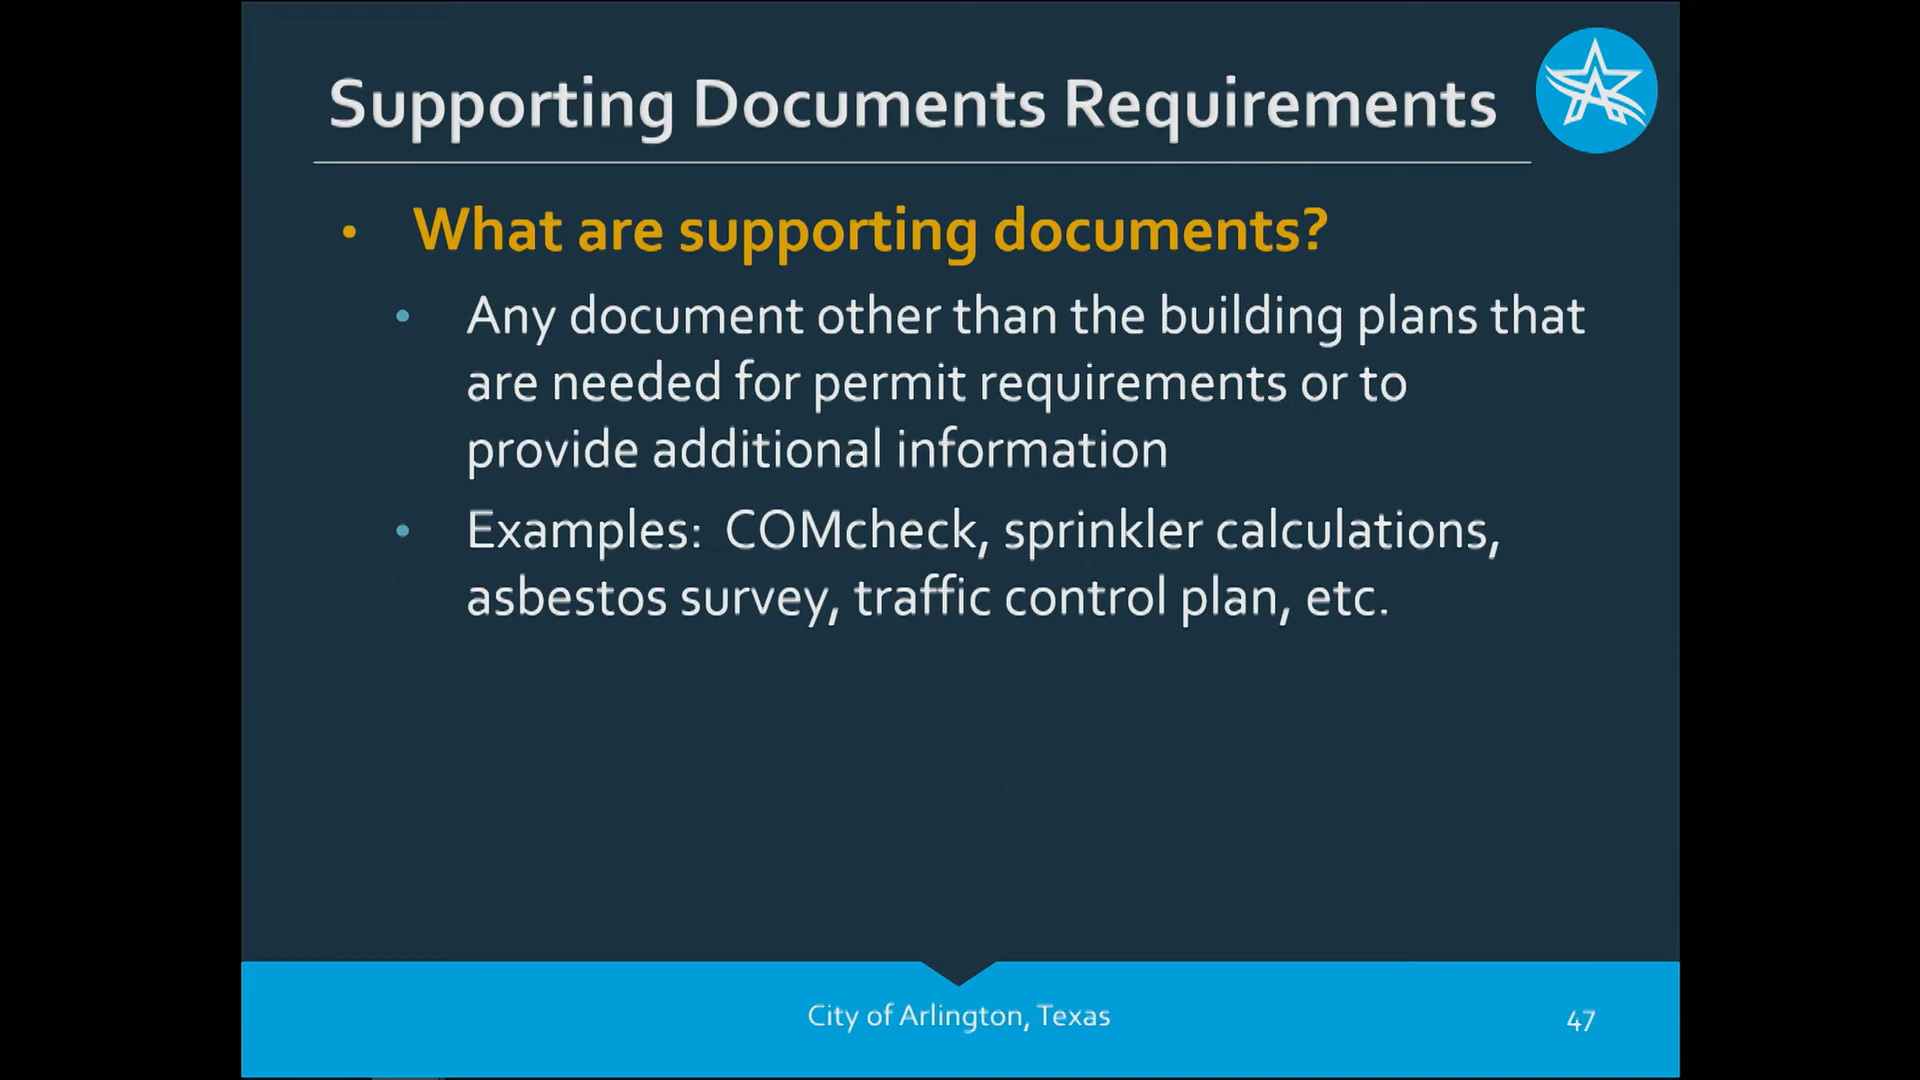 Supporting Documents Requirements
• What are supporting documents?
• Any document other than the building plans that
are needed for permit requirements or to
provide additional information
• Examples:  COMcheck, sprinkler calculations,
asbestos survey, traffic control plan, etc.
City of Arlington, Texas
47